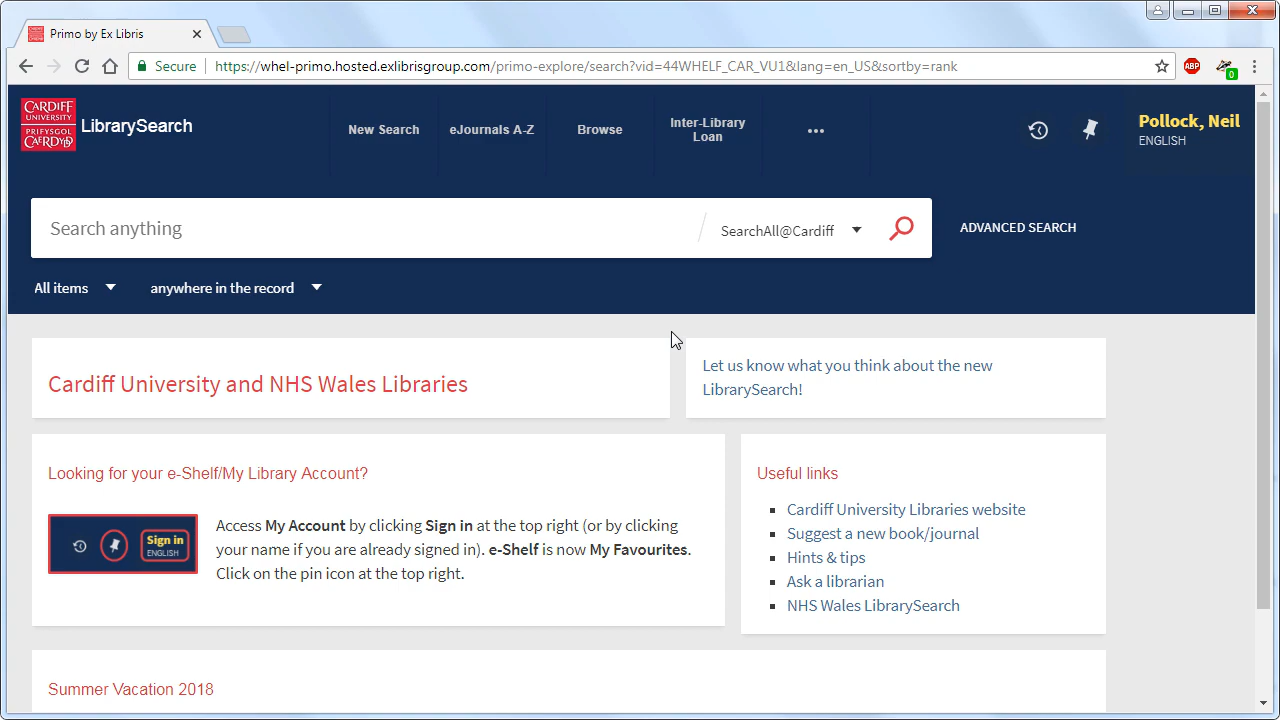 Primo by Ex Libris
Secure
https://whel-primo.hosted.exlibrisgroup.com/primo-explore/search?vid=44WHELF_CAR_VU1&lang=en_US&sortby=rank
ABP
0
CARDIFF
UNIVERSITY
PRIFYSGOL
CAERDYDD
LibrarySearch
New Search
eJournals A-Z
Browse
Inter-Library
Loan
Pollock, Neil
ENGLISH
Search anything
SearchAll@Cardiff
ADVANCED SEARCH
All items
anywhere in the record
Cardiff University and NHS Wales Libraries
Let us know what you think about the new
LibrarySearch!
Looking for your e-Shelf/My Library Account?
Sign in
ENGLISH
Access My Account by clicking Sign in at the top right (or by clicking
your name if you are already signed in). e-Shelf is now My Favourites.
Click on the pin icon at the top right.
Useful links
Cardiff University Libraries website
Suggest a new book/journal
Hints & tips
Ask a librarian
NHS Wales LibrarySearch
Summer Vacation 2018